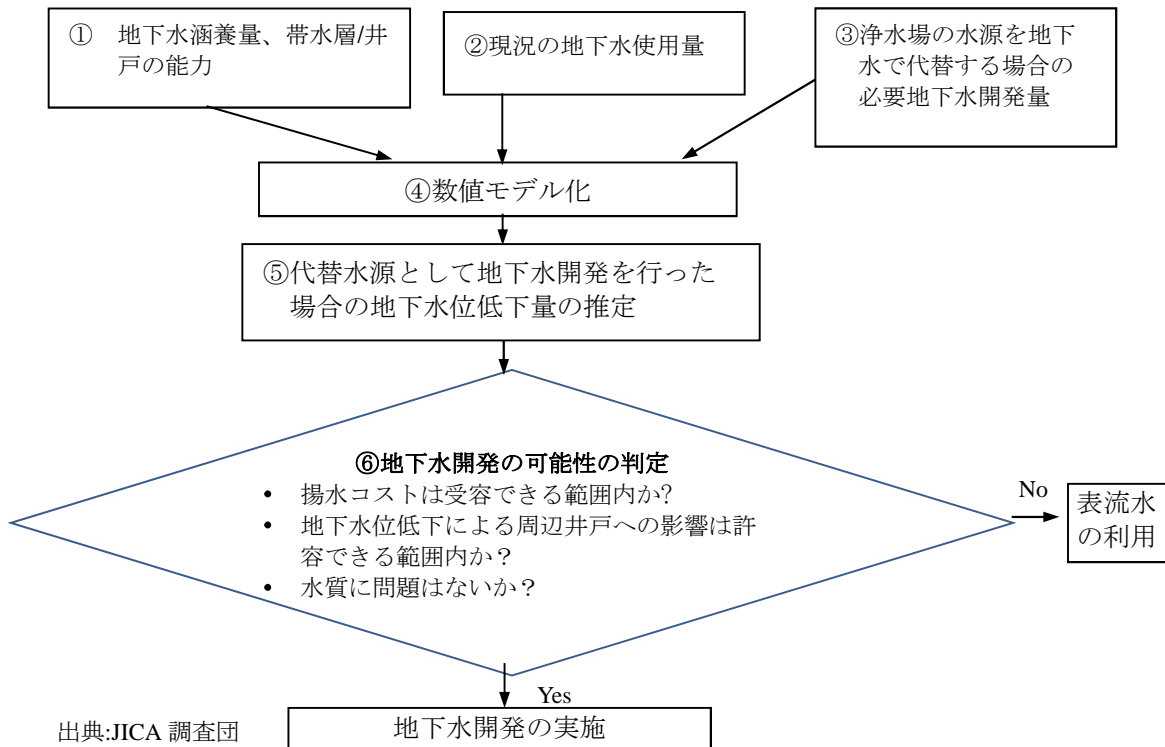 ① 地下水涵養量、帯水層/井
戸の能力
②現況の地下水使用量
③浄水場の水源を地下
水で代替する場合の
必要地下水開発量
④数値モデル化
⑤代替水源として地下水開発を行った
場合の地下水位低下量の推定
⑥地下水開発の可能性の判定
• 揚水コストは受容できる範囲内か?
• 地下水位低下による周辺井戸への影響は許
容できる範囲内か？
• 水質に問題はないか？
No
表流水
の利用
Yes
地下水開発の実施
出典:JICA 調査団